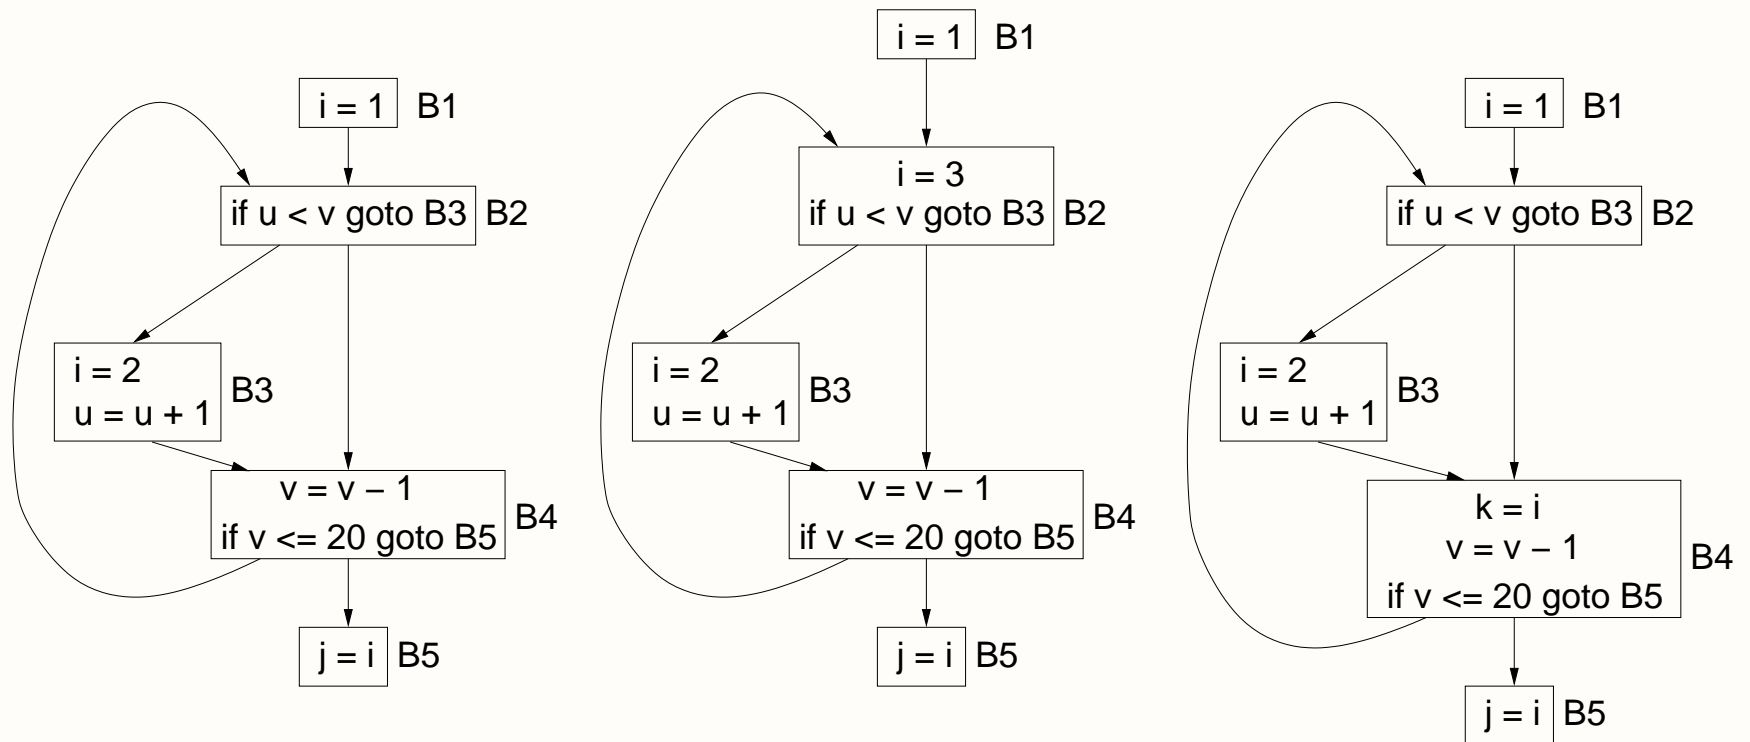 i = 1 B1
if u < v goto B3 B2
i = 2
u = u + 1
B3
v = v – 1
if v <= 20 goto B5
B4
j = i B5
i = 1 B1
i = 3
if u < v goto B3 B2
i = 2
u = u + 1
B3
v = v – 1
if v <= 20 goto B5
B4
j = i B5
i = 1 B1
if u < v goto B3 B2
i = 2
u = u + 1
B3
k = i
v = v – 1
if v <= 20 goto B5
B4
j = i B5